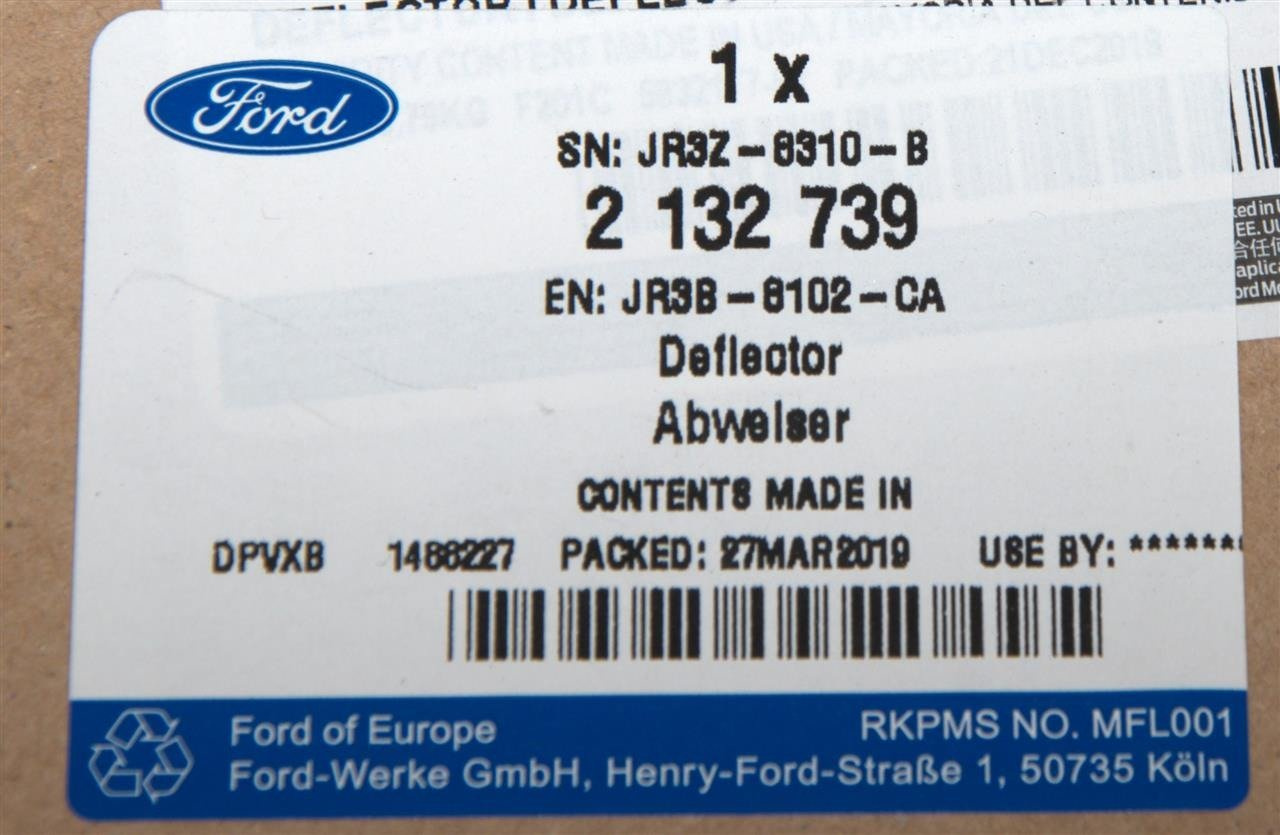 Ford
1 x
SN: JR3Z-6310-B
2 132 739
EN: JR3B-6102-CA
Deflector
Abweiser
CONTENTS MADE IN
DPVXB 1488227 PACKED: 27MAR2019 USE BY: *******
Ford of Europe RKPMS NO. MFL001
Ford-Werke GmbH, Henry-Ford-Straße 1, 50735 Köln